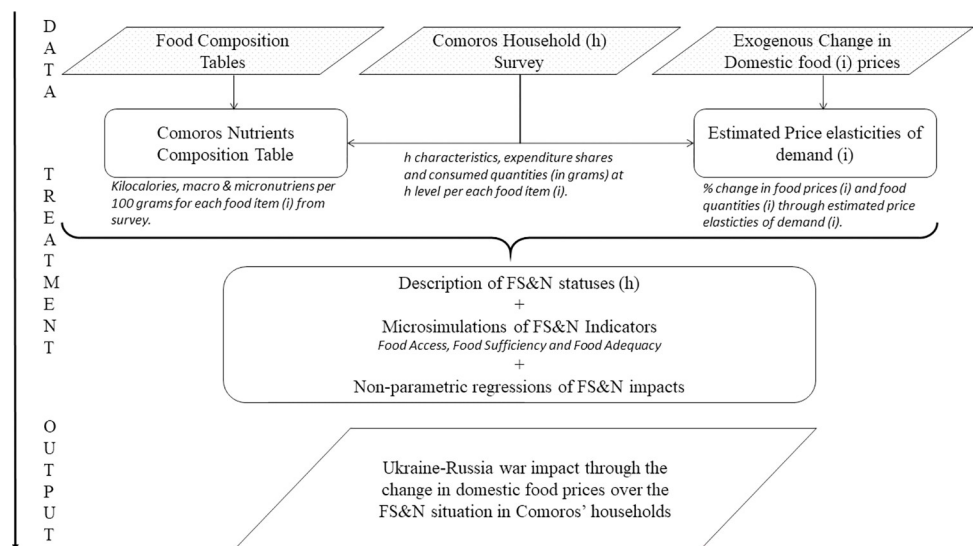 DATA
TREATMENT
OUTPUT
Food Composition
Tables
Comoros Household (h)
Survey
Exogenous Change in
Domestic food (i) prices
Comoros Nutrients
Composition Table
Estimated Price elasticities of
demand (i)
Kilocalories, macro & micronutriens per
100 grams for each food item (i) from
survey.
h characteristics, expenditure shares
and consumed quantities (in grams) at
h level per each food item (i).
% change in food prices (i) and food
quantities (i) through estimated price
elasticties of demand (i).
Description of FS&N statuses (h)
+
Microsimulations of FS&N Indicators
Food Access, Food Sufficiency and Food Adequacy
+
Non-parametric regressions of FS&N impacts
Ukraine-Russia war impact through the
change in domestic food prices over the
FS&N situation in Comoros' households